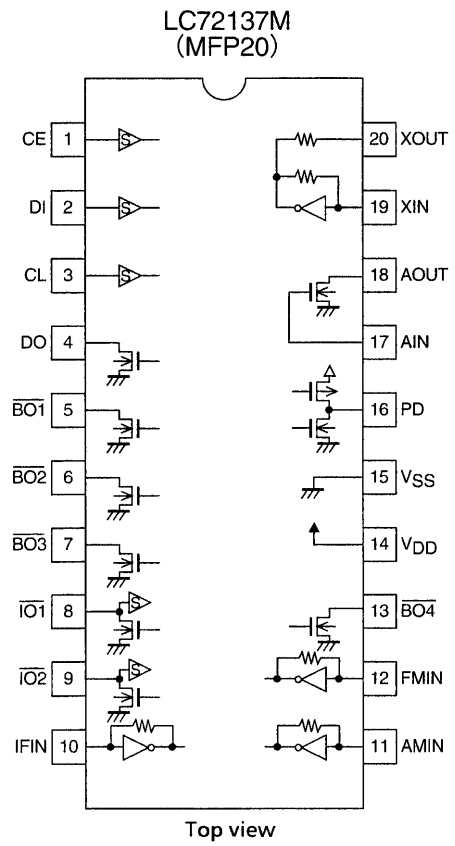 LC72137M
(MFP20)
CE 1 S 20 XOUT
DI 2 S 19 XIN
CL 3 S 18 AOUT
DO 4 17 AIN
BO1 5 16 PD
BO2 6 15 VSS
BO3 7 14 VDD
IO1 8 S 13 BO4
IO2 9 S 12 FMIN
IFIN 10 11 AMIN
Top view